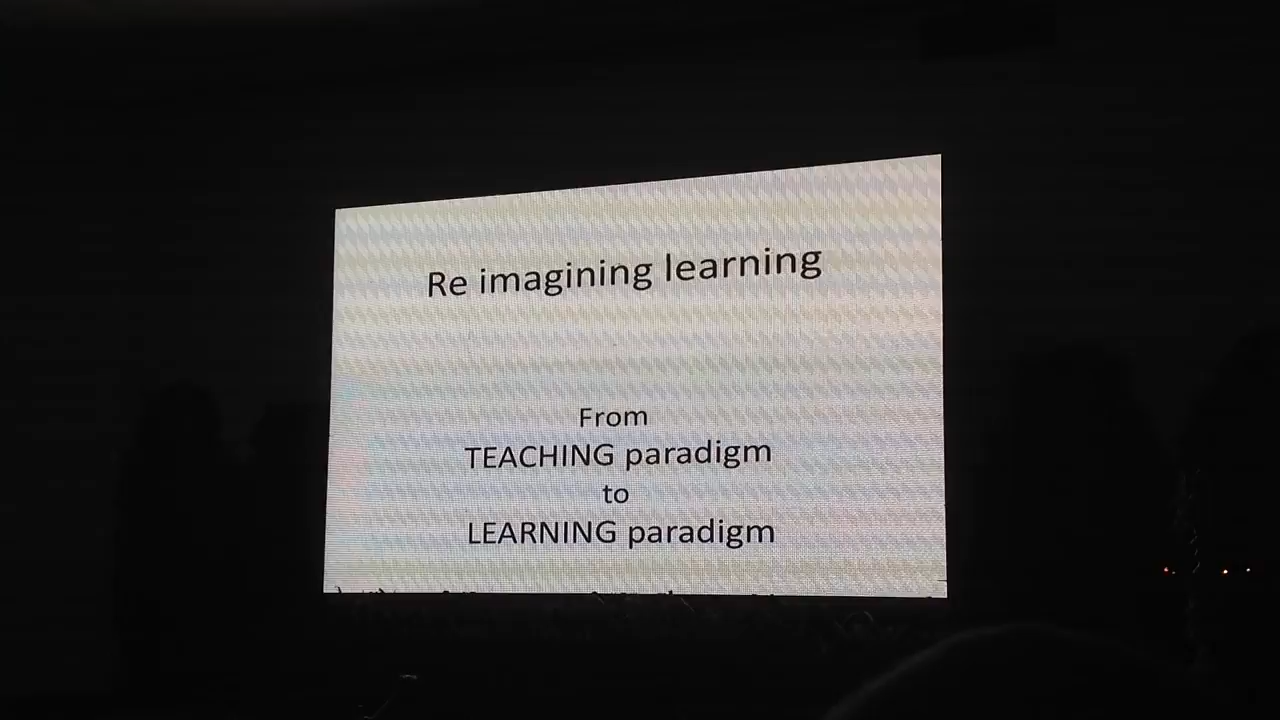 Re imagining learning
From
TEACHING paradigm
to
LEARNING paradigm